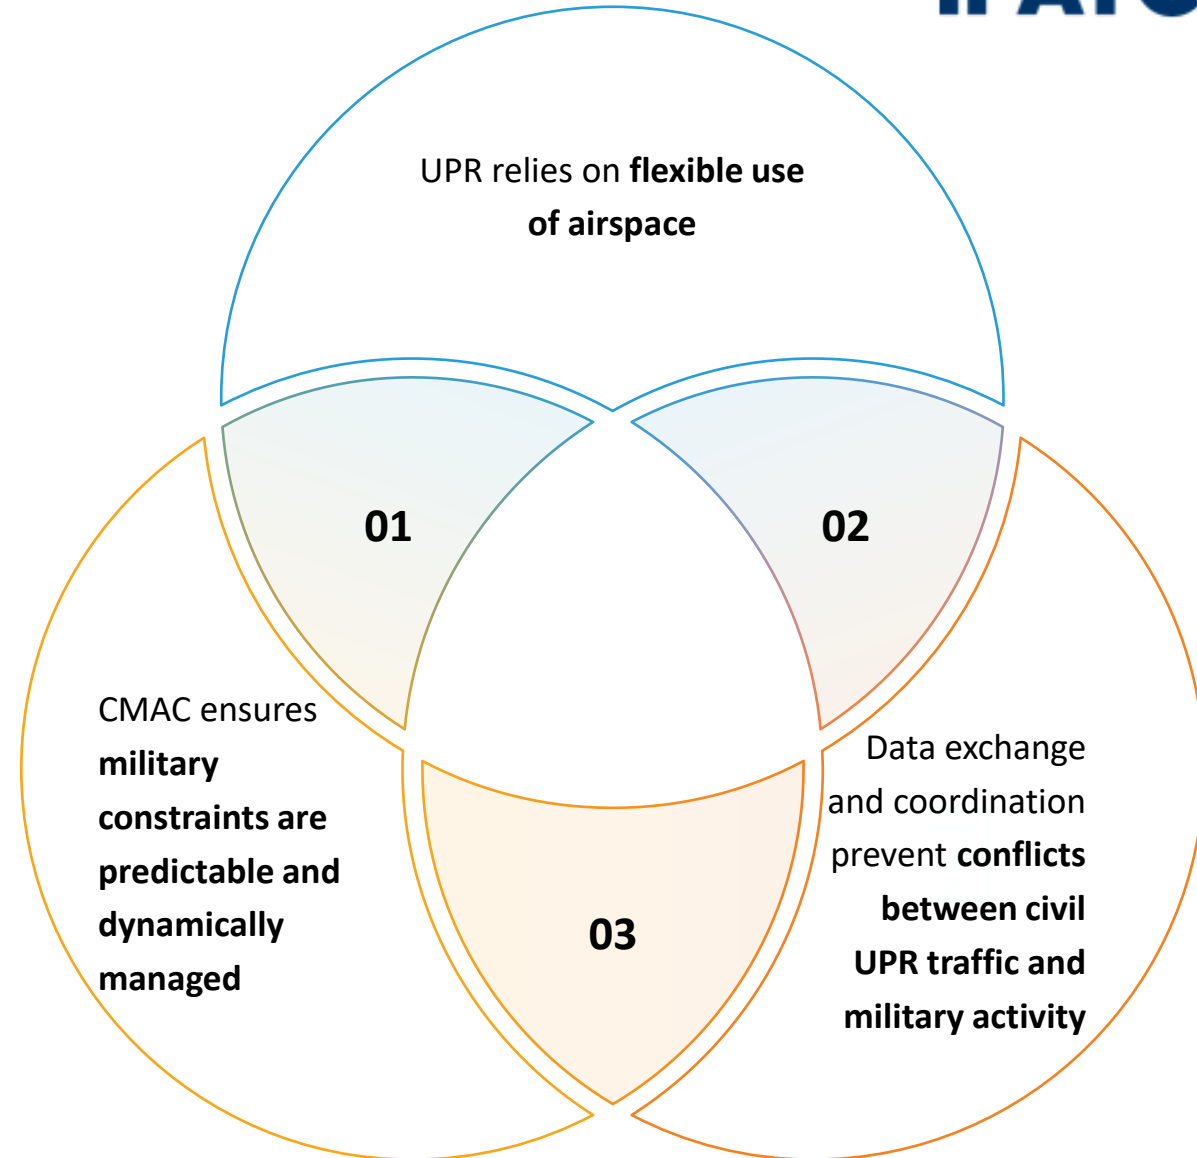 UPR relies on flexible use
of airspace
01
02
CMAC ensures
military
constraints are
predictable and
dynamically
managed
Data exchange
and coordination
prevent conflicts
between civil
UPR traffic and
military activity
03